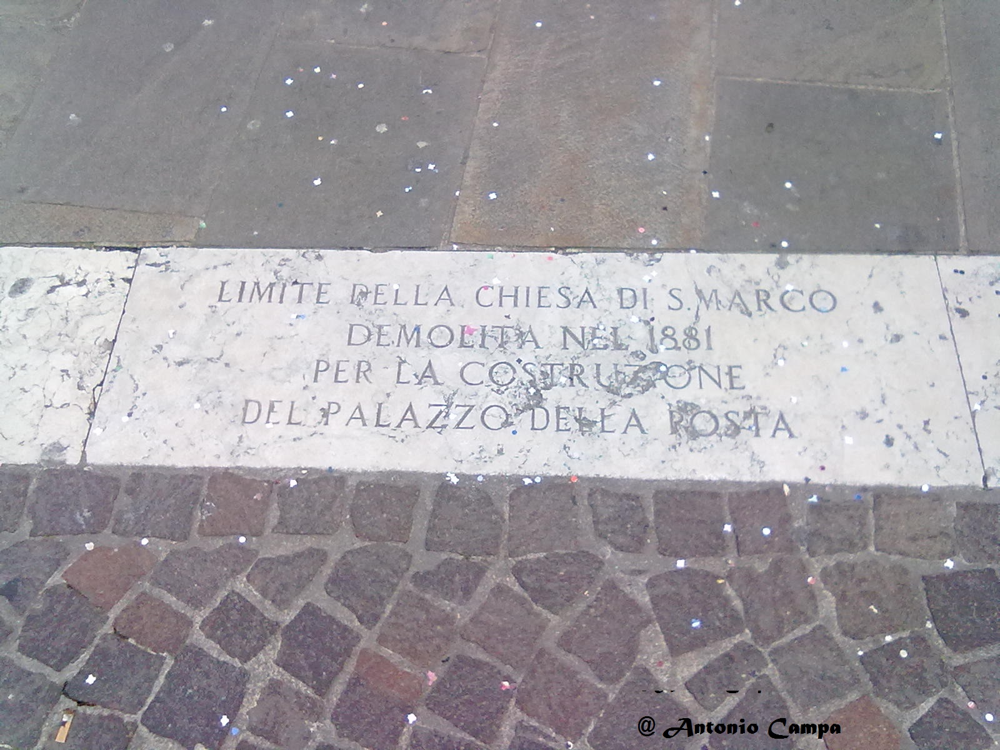 LIMITE DELLA CHIESA DI S. MARCO
DEMOLITA NEL 1881
PER LA COSTRUZIONE
DEL PALAZZO DELLA POSTA
@ Antonio Campa